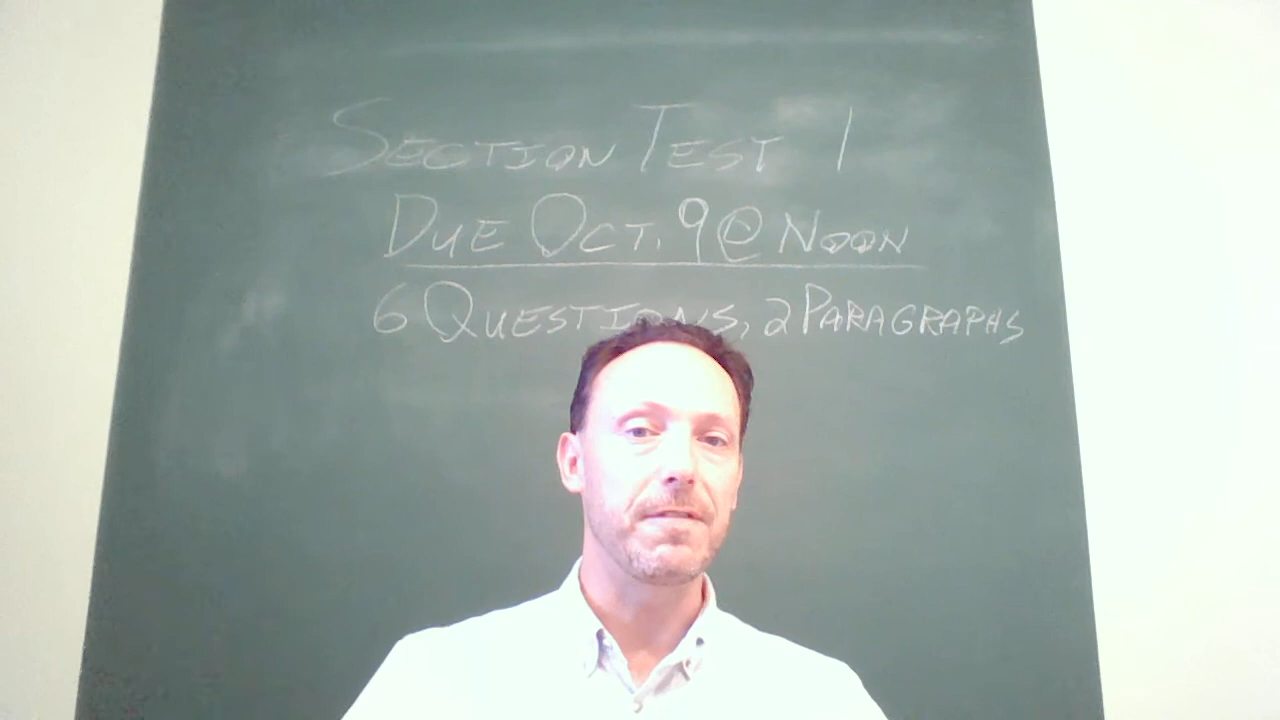 SECTION TEST 1
DUE OCT. 9 @ NOON
6 QUESTIONS, 2 PARAGRAPHS